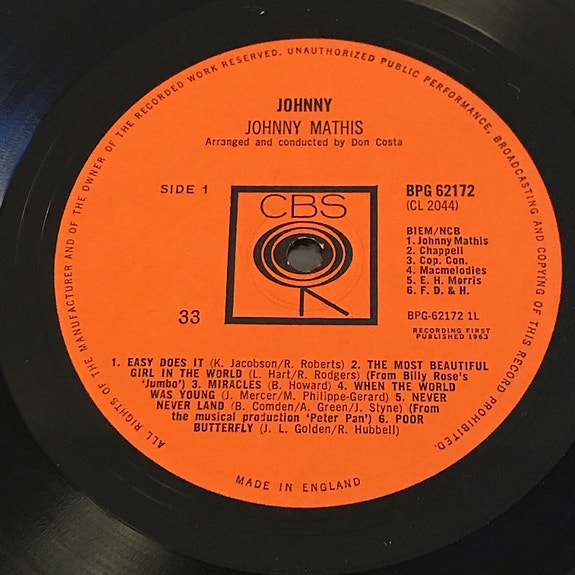 ALL RIGHTS OF THE MANUFACTURER AND OF THE OWNER OF THE RECORDED WORK RESERVED. UNAUTHORIZED PUBLIC PERFORMANCE, BROADCASTING AND COPYING OF THIS RECORD PROHIBITED.
JOHNNY
JOHNNY MATHIS
Arranged and conducted by Don Costa
SIDE 1
CBS
BPG 62172
(CL 2044)
BIEM/NCB
1. Johnny Mathis
2. Chappell
3. Cop. Con.
4. Macmelodies
5. E. H. Morris
6. F. D. & H.
33
BPG-62172 1L
RECORDING FIRST
PUBLISHED 1963
1. EASY DOES IT (K. Jacobson/R. Roberts) 2. THE MOST BEAUTIFUL
GIRL IN THE WORLD (L. Hart/R. Rodgers) (From Billy Rose's
'Jumbo') 3. MIRACLES (B. Howard) 4. WHEN THE WORLD
WAS YOUNG (J. Mercer/M. Philippe-Gerard) 5. NEVER
NEVER LAND (B. Comden/A. Green/J. Styne) (From
the musical production 'Peter Pan') 6. POOR
BUTTERFLY (J. L. Golden/R. Hubbell)
MADE IN ENGLAND